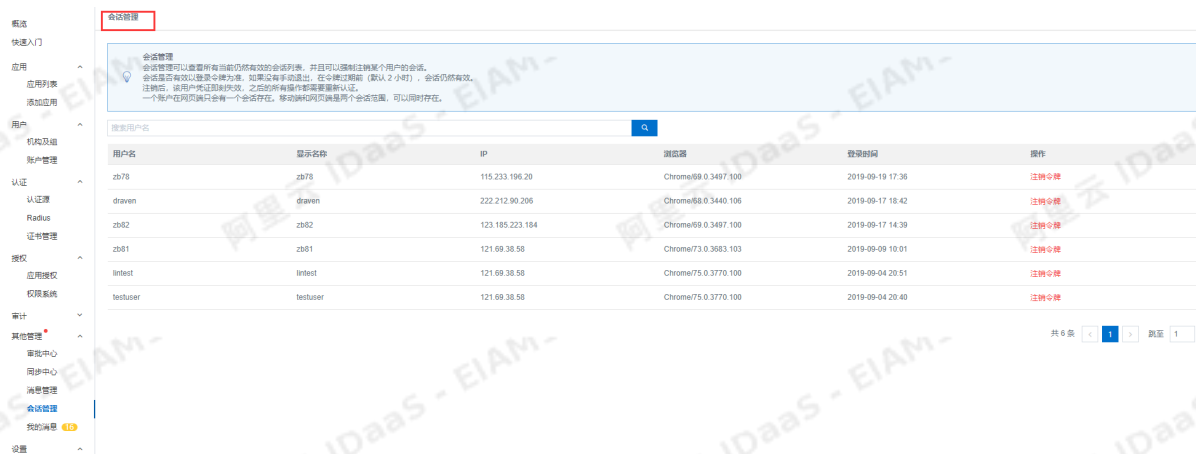 概览
快速入门
应用
应用列表
添加应用
用户
机构及组
账户管理
认证
认证源
Radius
证书管理
授权
应用授权
权限系统
审计
其他管理
审批中心
同步中心
消息管理
会话管理
我的消息 16
设置
会话管理
会话管理
会话管理可以查看所有当前仍然有效的会话列表，并且可以强制注销某个用户的会话。
会话是否有效以登录令牌为准，如果没有手动退出，在令牌过期前（默认 2 小时），会话仍然有效。
注销后，该用户凭证即刻失效，之后的所有操作都需要重新认证。
一个账户在网页端只会有一个会话存在。移动端和网页端是两个会话范围，可以同时存在。
搜索用户名
用户名 显示名称 IP 浏览器 登录时间 操作
zb78 zb78 115.233.196.20 Chrome/69.0.3497.100 2019-09-19 17:36 注销令牌
draven draven 222.212.90.206 Chrome/68.0.3440.106 2019-09-17 18:42 注销令牌
zb82 zb82 123.185.223.184 Chrome/69.0.3497.100 2019-09-17 14:39 注销令牌
zb81 zb81 121.69.38.58 Chrome/73.0.3683.103 2019-09-09 10:01 注销令牌
lintest lintest 121.69.38.58 Chrome/75.0.3770.100 2019-09-04 20:51 注销令牌
testuser testuser 121.69.38.58 Chrome/75.0.3770.100 2019-09-04 20:40 注销令牌
共 6 条 < 1 > 跳至 1
阿里云 IDaaS - EIAM-
阿里云 IDaaS - EIAM-
阿里云 IDaaS
IDaaS - EIAM-
IDaaS - EIAM-